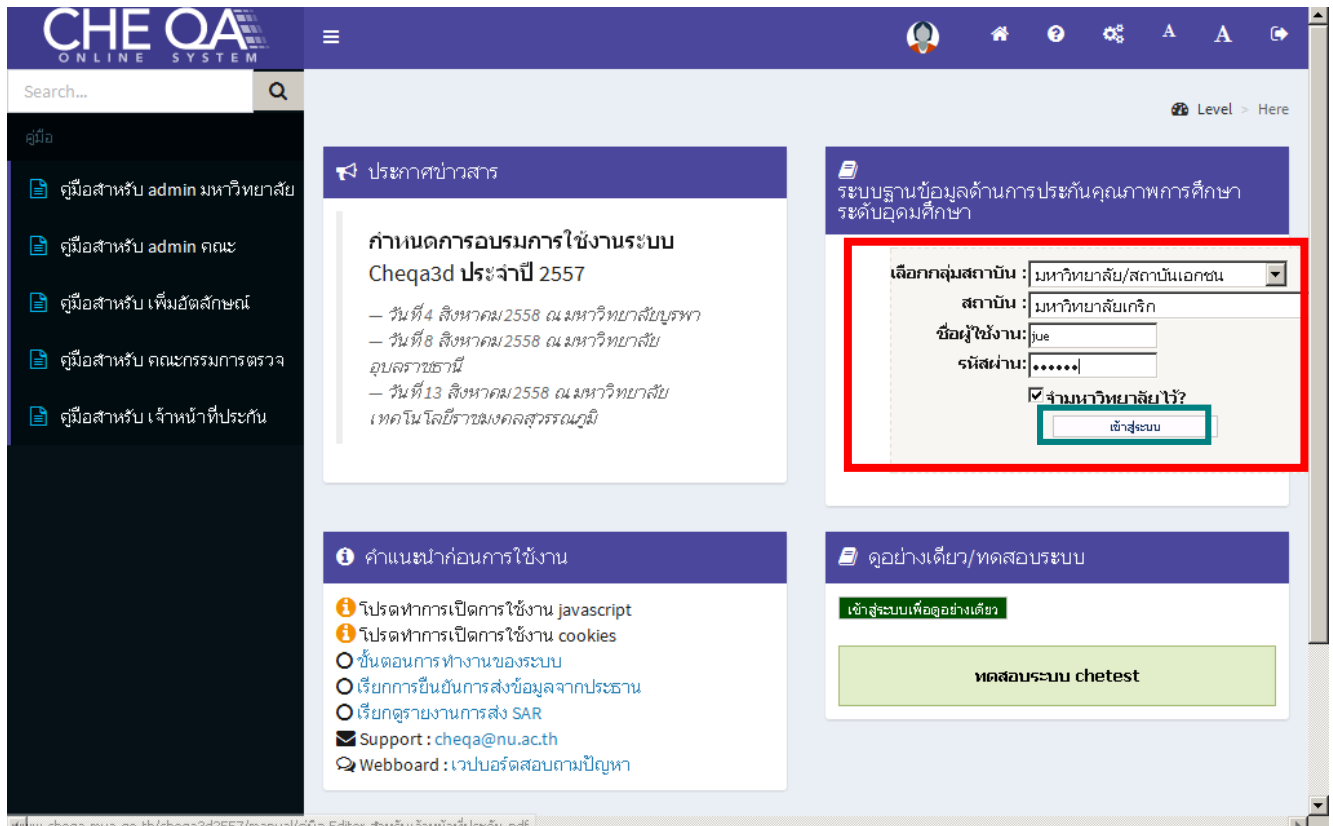 CHE QA
ONLINE SYSTEM
A A
Search...
Level > Here
คู่มือ
คู่มือสำหรับ admin มหาวิทยาลัย
คู่มือสำหรับ admin คณะ
คู่มือสำหรับ เพิ่มอัตลักษณ์
คู่มือสำหรับ คณะกรรมการตรวจ
คู่มือสำหรับ เจ้าหน้าที่ประกัน
ประกาศข่าวสาร
กำหนดการอบรมการใช้งานระบบ
Cheqa3d ประจำปี 2557
— วันที่ 4 สิงหาคม 2558 ณ มหาวิทยาลัยบูรพา
— วันที่ 8 สิงหาคม 2558 ณ มหาวิทยาลัย
อุบลราชธานี
— วันที่ 13 สิงหาคม 2558 ณ มหาวิทยาลัย
เทคโนโลยีราชมงคลสุวรรณภูมิ
ระบบฐานข้อมูลด้านการประกันคุณภาพการศึกษา
ระดับอุดมศึกษา
เลือกกลุ่มสถาบัน : มหาวิทยาลัย/สถาบันเอกชน
สถาบัน : มหาวิทยาลัยเกริก
ชื่อผู้ใช้งาน: jue
รหัสผ่าน: ••••••
จำมหาวิทยาลัยไว้?
เข้าสู่ระบบ
คำแนะนำก่อนการใช้งาน
โปรดทำการเปิดการใช้งาน javascript
โปรดทำการเปิดการใช้งาน cookies
ขั้นตอนการทำงานของระบบ
เรียกการยืนยันการส่งข้อมูลจากประธาน
เรียกดูรายงานการส่ง SAR
Support : cheqa@nu.ac.th
Webboard : เวปบอร์ดสอบถามปัญหา
ดูอย่างเดียว/ทดสอบระบบ
เข้าสู่ระบบเพื่อดูอย่างเดียว
ทดสอบระบบ chetest